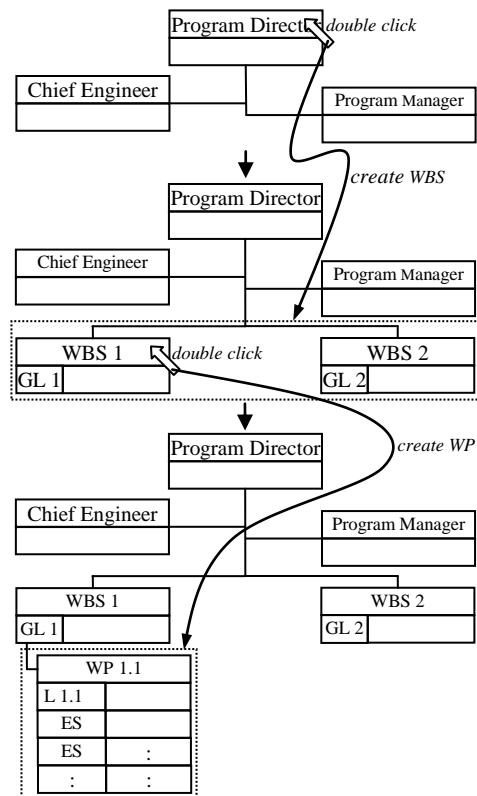 Program Director
double click
Chief Engineer
Program Manager
create WBS
Program Director
Chief Engineer
Program Manager
WBS 1
double click
WBS 2
GL 1
GL 2
Program Director
create WP
Chief Engineer
Program Manager
WBS 1
WBS 2
GL 1
GL 2
WP 1.1
L 1.1
ES
ES :
: :